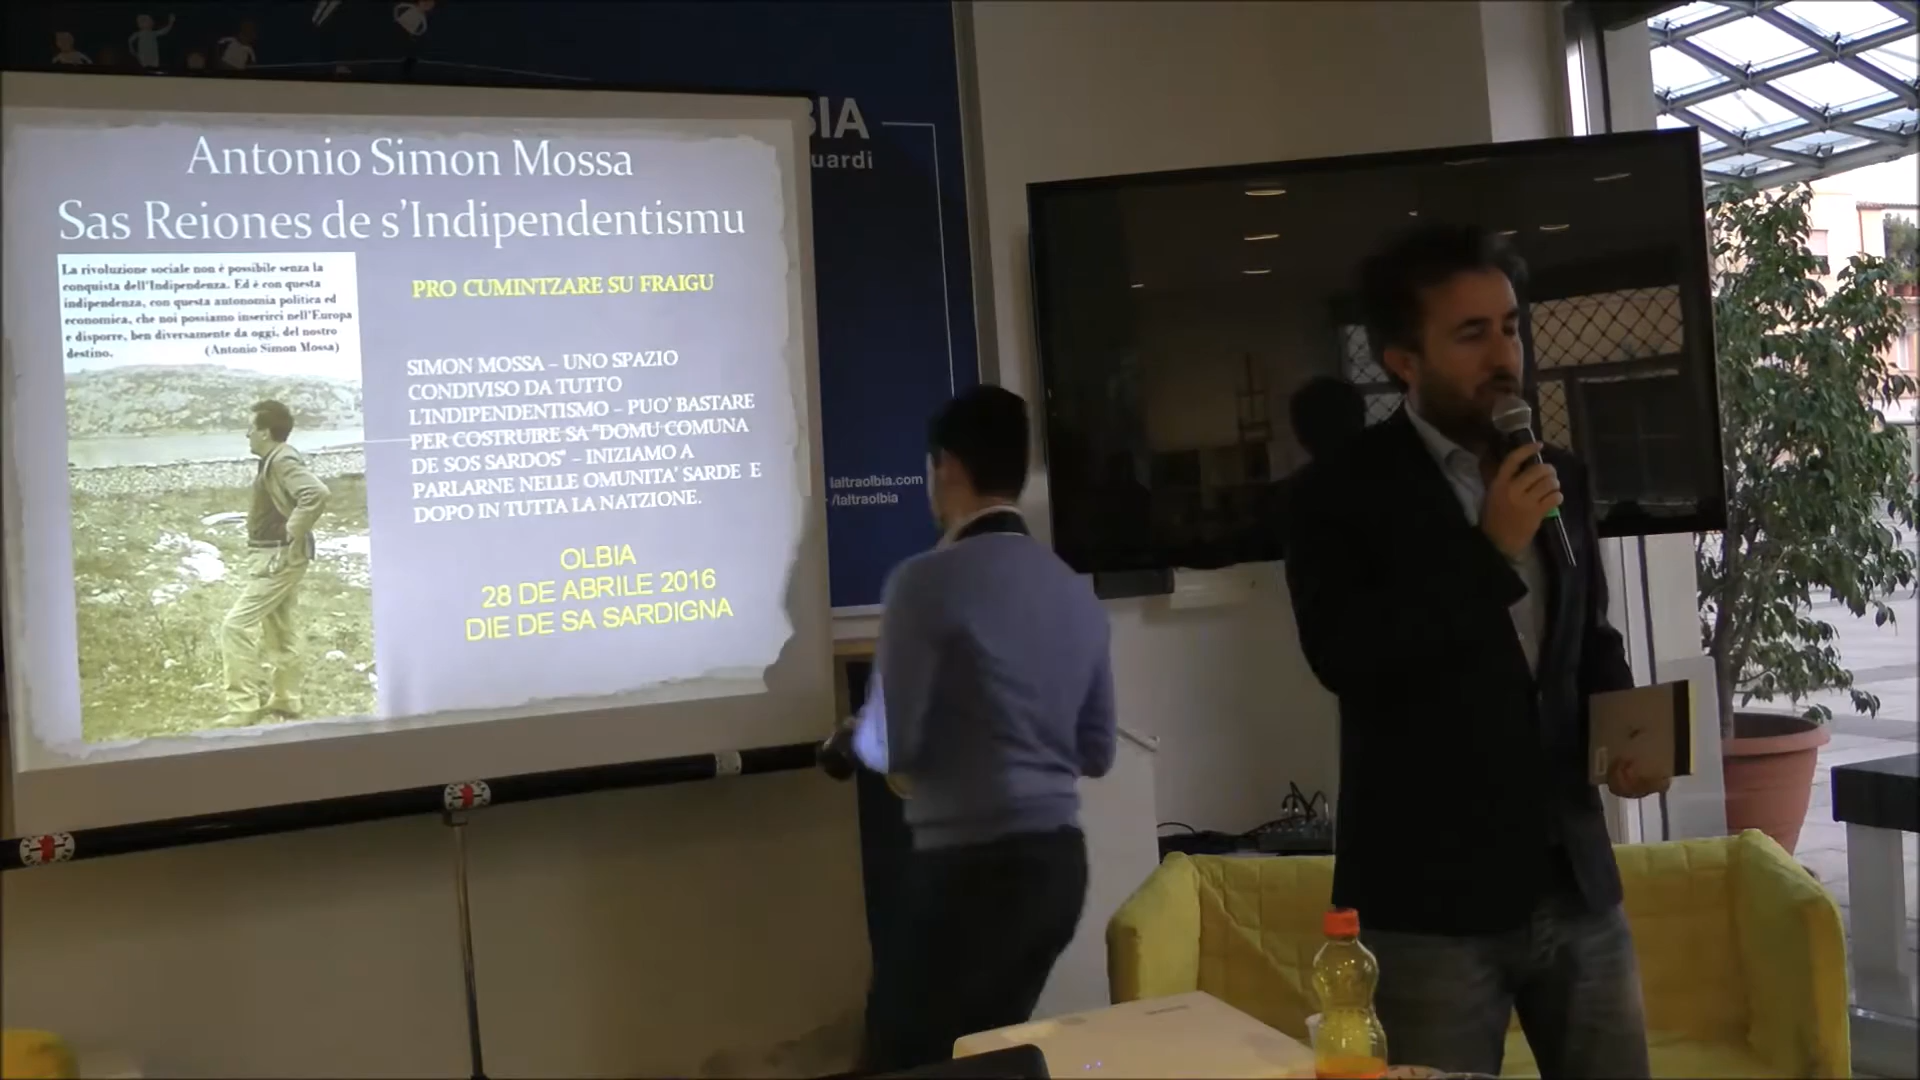 Antonio Simon Mossa
Sas Reiones de s'Indipendentismu
La rivoluzione sociale non è possibile senza la
conquista dell'Indipendenza. Ed è con questa
indipendenza, con questa autonomia politica ed
economica, che noi possiamo inserirci nell'Europa
e disporre, ben diversamente da oggi, del nostro
destino. (Antonio Simon Mossa)
PRO CUMINTZARE SU FRAIGU
SIMON MOSSA – UNO SPAZIO
CONDIVISO DA TUTTO
L'INDIPENDENTISMO – PUO' BASTARE
PER COSTRUIRE SA "DOMU COMUNA
DE SOS SARDOS" – INIZIAMO A
PARLARNE NELLE OMUNITA' SARDE E
DOPO IN TUTTA LA NATZIONE.
OLBIA
28 DE ABRILE 2016
DIE DE SA SARDIGNA
BIA
uardi
laltraolbia.com
/laltraolbia